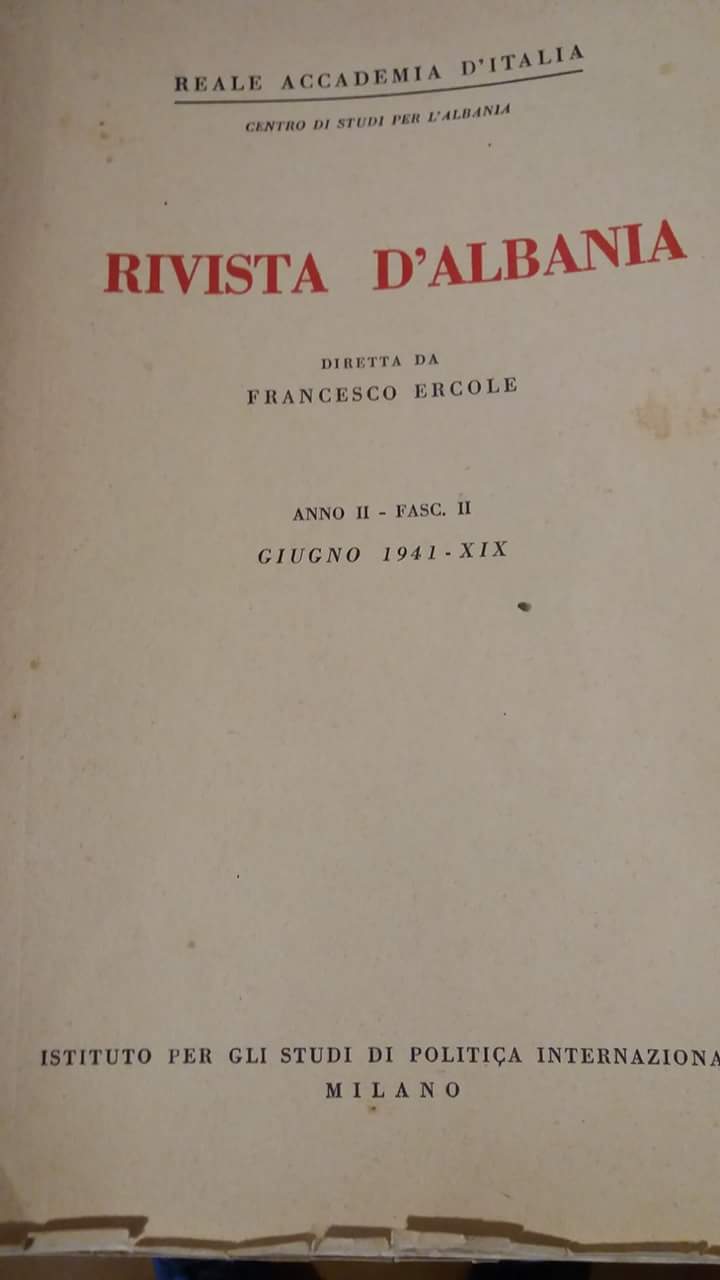 REALE ACCADEMIA D'ITALIA
CENTRO DI STUDI PER L'ALBANIA
RIVISTA D'ALBANIA
DIRETTA DA
FRANCESCO ERCOLE
ANNO II - FASC. II
GIUGNO 1941 - XIX
ISTITUTO PER GLI STUDI DI POLITIÇA INTERNAZIONA
MILANO